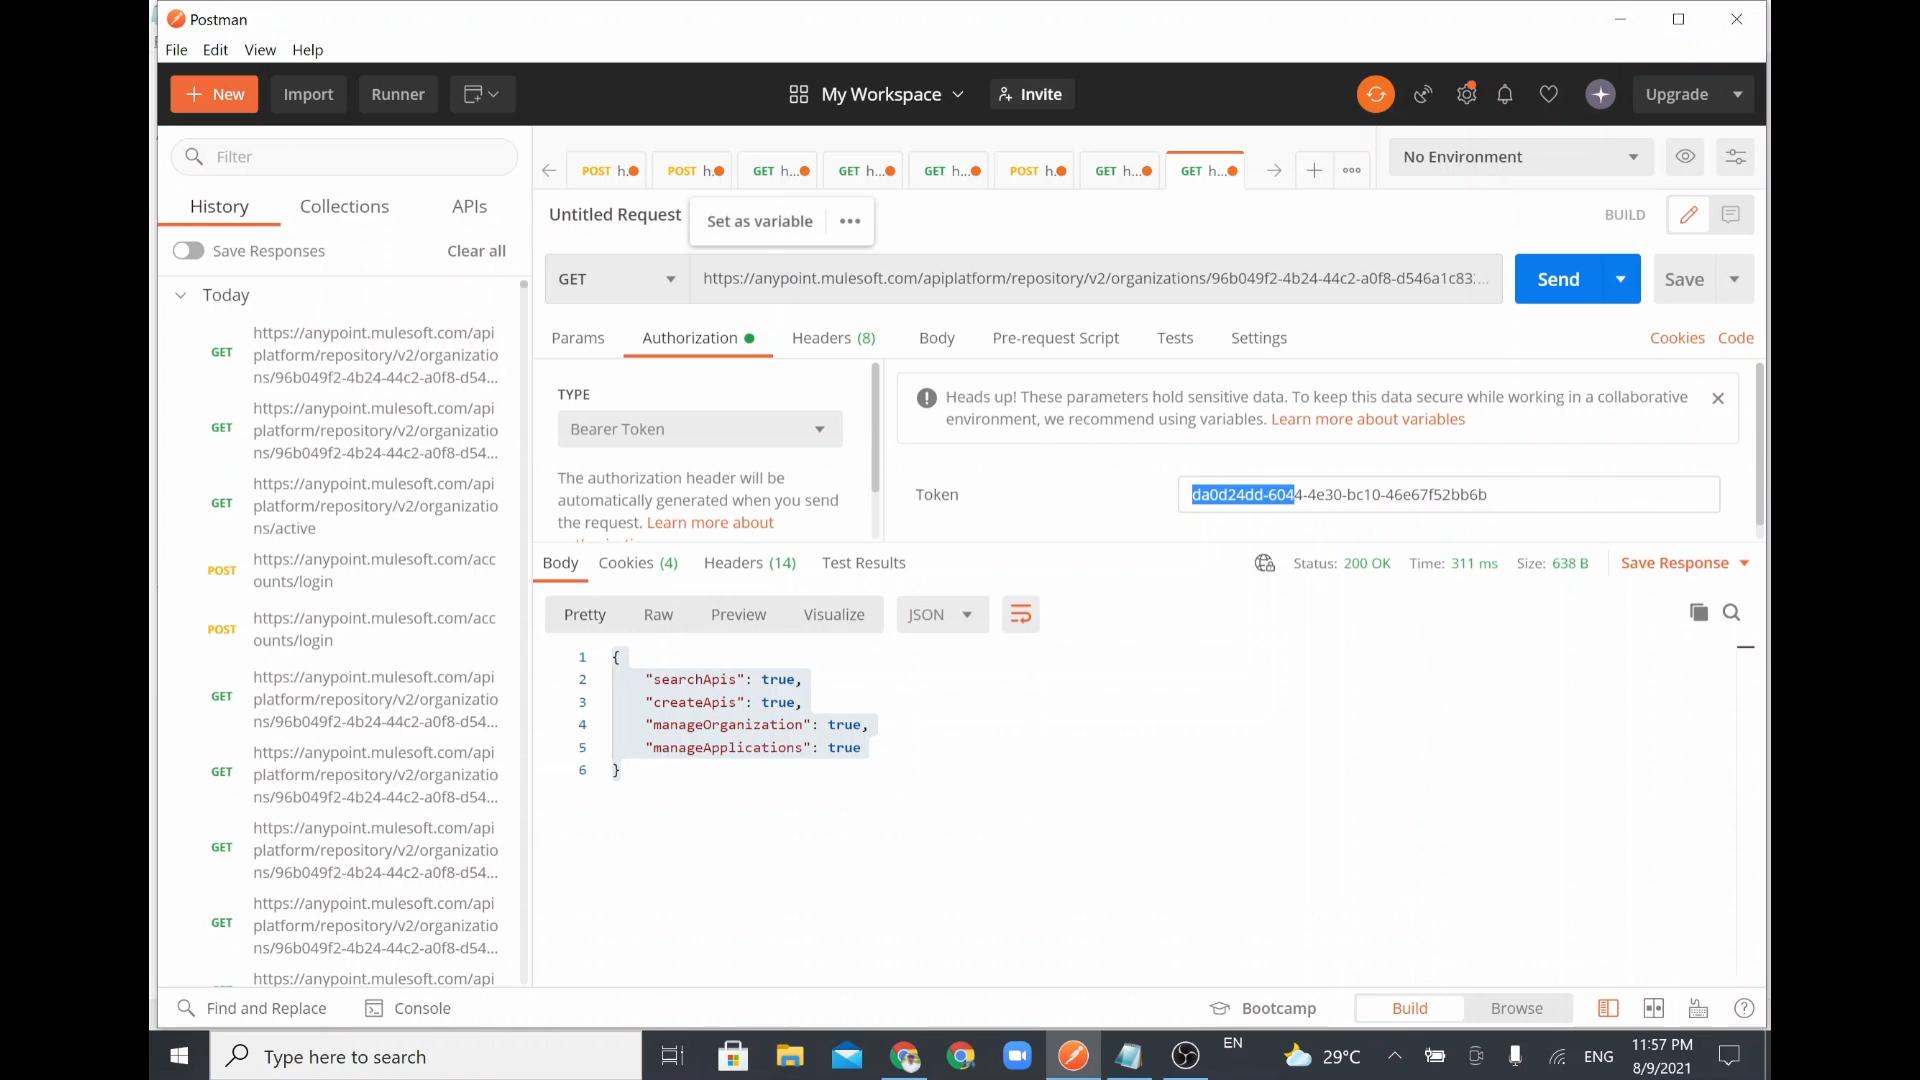 Postman
File Edit View Help
New Import Runner My Workspace Invite Upgrade
Filter
History Collections APIs
Save Responses Clear all
Today
GET https://anypoint.mulesoft.com/api
platform/repository/v2/organizatio
ns/96b049f2-4b24-44c2-a0f8-d54...
GET https://anypoint.mulesoft.com/api
platform/repository/v2/organizatio
ns/96b049f2-4b24-44c2-a0f8-d54...
GET https://anypoint.mulesoft.com/api
platform/repository/v2/organizatio
ns/active
POST https://anypoint.mulesoft.com/acc
ounts/login
POST https://anypoint.mulesoft.com/acc
ounts/login
GET https://anypoint.mulesoft.com/api
platform/repository/v2/organizatio
ns/96b049f2-4b24-44c2-a0f8-d54...
GET https://anypoint.mulesoft.com/api
platform/repository/v2/organizatio
ns/96b049f2-4b24-44c2-a0f8-d54...
GET https://anypoint.mulesoft.com/api
platform/repository/v2/organizatio
ns/96b049f2-4b24-44c2-a0f8-d54...
GET https://anypoint.mulesoft.com/api
platform/repository/v2/organizatio
ns/96b049f2-4b24-44c2-a0f8-d54...
https://anypoint.mulesoft.com/api
POST h. POST h. GET h... GET h... GET h... POST h. GET h... GET h... No Environment
Untitled Request Set as variable BUILD
GET https://anypoint.mulesoft.com/apiplatform/repository/v2/organizations/96b049f2-4b24-44c2-a0f8-d546a1c83:... Send Save
Params Authorization Headers (8) Body Pre-request Script Tests Settings Cookies Code
TYPE
Bearer Token
The authorization header will be
automatically generated when you send
the request. Learn more about
Heads up! These parameters hold sensitive data. To keep this data secure while working in a collaborative
environment, we recommend using variables. Learn more about variables
Token da0d24dd-6044-4e30-bc10-46e67f52bb6b
Body Cookies (4) Headers (14) Test Results Status: 200 OK Time: 311 ms Size: 638 B Save Response
Pretty Raw Preview Visualize JSON
1 {
2 "searchApis": true,
3 "createApis": true,
4 "manageOrganization": true,
5 "manageApplications": true
6 }
Find and Replace Console Bootcamp Build Browse
Type here to search EN 29°C ENG 11:57 PM
8/9/2021